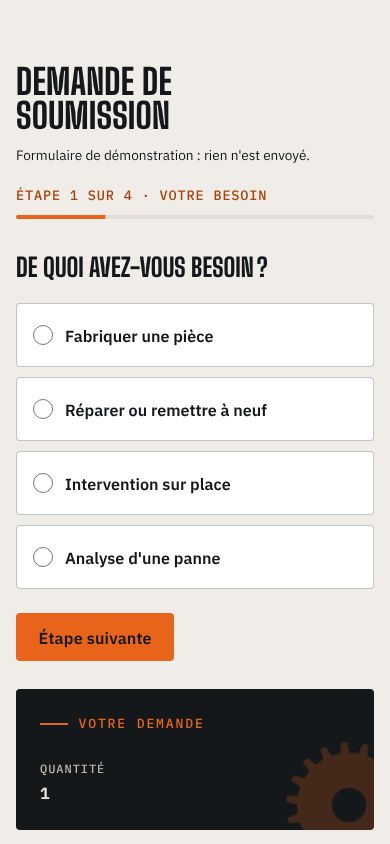 DEMANDE DE
SOUMISSION
Formulaire de démonstration : rien n'est envoyé.
ÉTAPE 1 SUR 4 · VOTRE BESOIN
DE QUOI AVEZ-VOUS BESOIN ?
Fabriquer une pièce
Réparer ou remettre à neuf
Intervention sur place
Analyse d'une panne
Étape suivante
VOTRE DEMANDE
QUANTITÉ
1